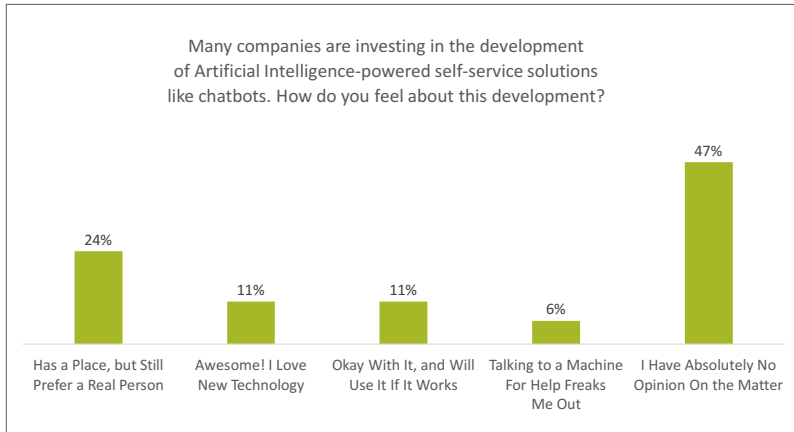 Many companies are investing in the development
of Artificial Intelligence-powered self-service solutions
like chatbots. How do you feel about this development?
47%
24%
11%
11%
6%
Has a Place, but Still
Prefer a Real Person
Awesome! I Love
New Technology
Okay With It, and Will
Use It If It Works
Talking to a Machine
For Help Freaks
Me Out
I Have Absolutely No
Opinion On the Matter